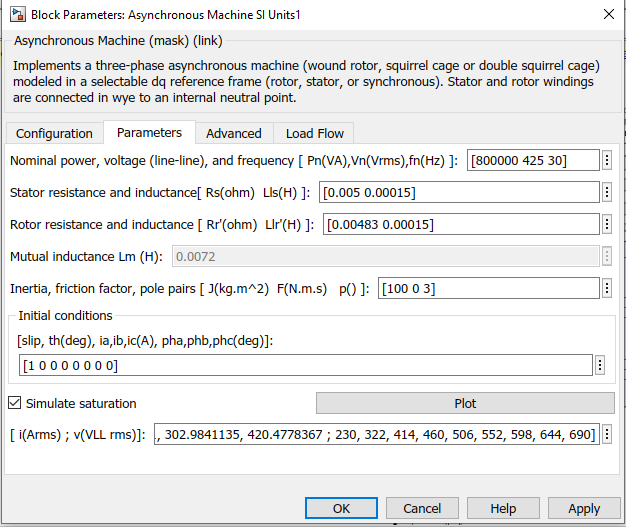 Block Parameters: Asynchronous Machine SI Units1
Asynchronous Machine (mask) (link)
Implements a three-phase asynchronous machine (wound rotor, squirrel cage or double squirrel cage)
modeled in a selectable dq reference frame (rotor, stator, or synchronous). Stator and rotor windings
are connected in wye to an internal neutral point.
Configuration Parameters Advanced Load Flow
Nominal power, voltage (line-line), and frequency [ Pn(VA),Vn(Vrms),fn(Hz) ]: [800000 425 30]
Stator resistance and inductance[ Rs(ohm) Lls(H) ]: [0.005 0.00015]
Rotor resistance and inductance [ Rr'(ohm) Llr'(H) ]: [0.00483 0.00015]
Mutual inductance Lm (H): 0.0072
Inertia, friction factor, pole pairs [ J(kg.m^2) F(N.m.s) p() ]: [100 0 3]
Initial conditions
[slip, th(deg), ia,ib,ic(A), pha,phb,phc(deg)]:
[1 0 0 0 0 0 0 0]
Simulate saturation Plot
[ i(Arms) ; v(VLL rms)]: , 302.9841135, 420.4778367 ; 230, 322, 414, 460, 506, 552, 598, 644, 690]
OK Cancel Help Apply